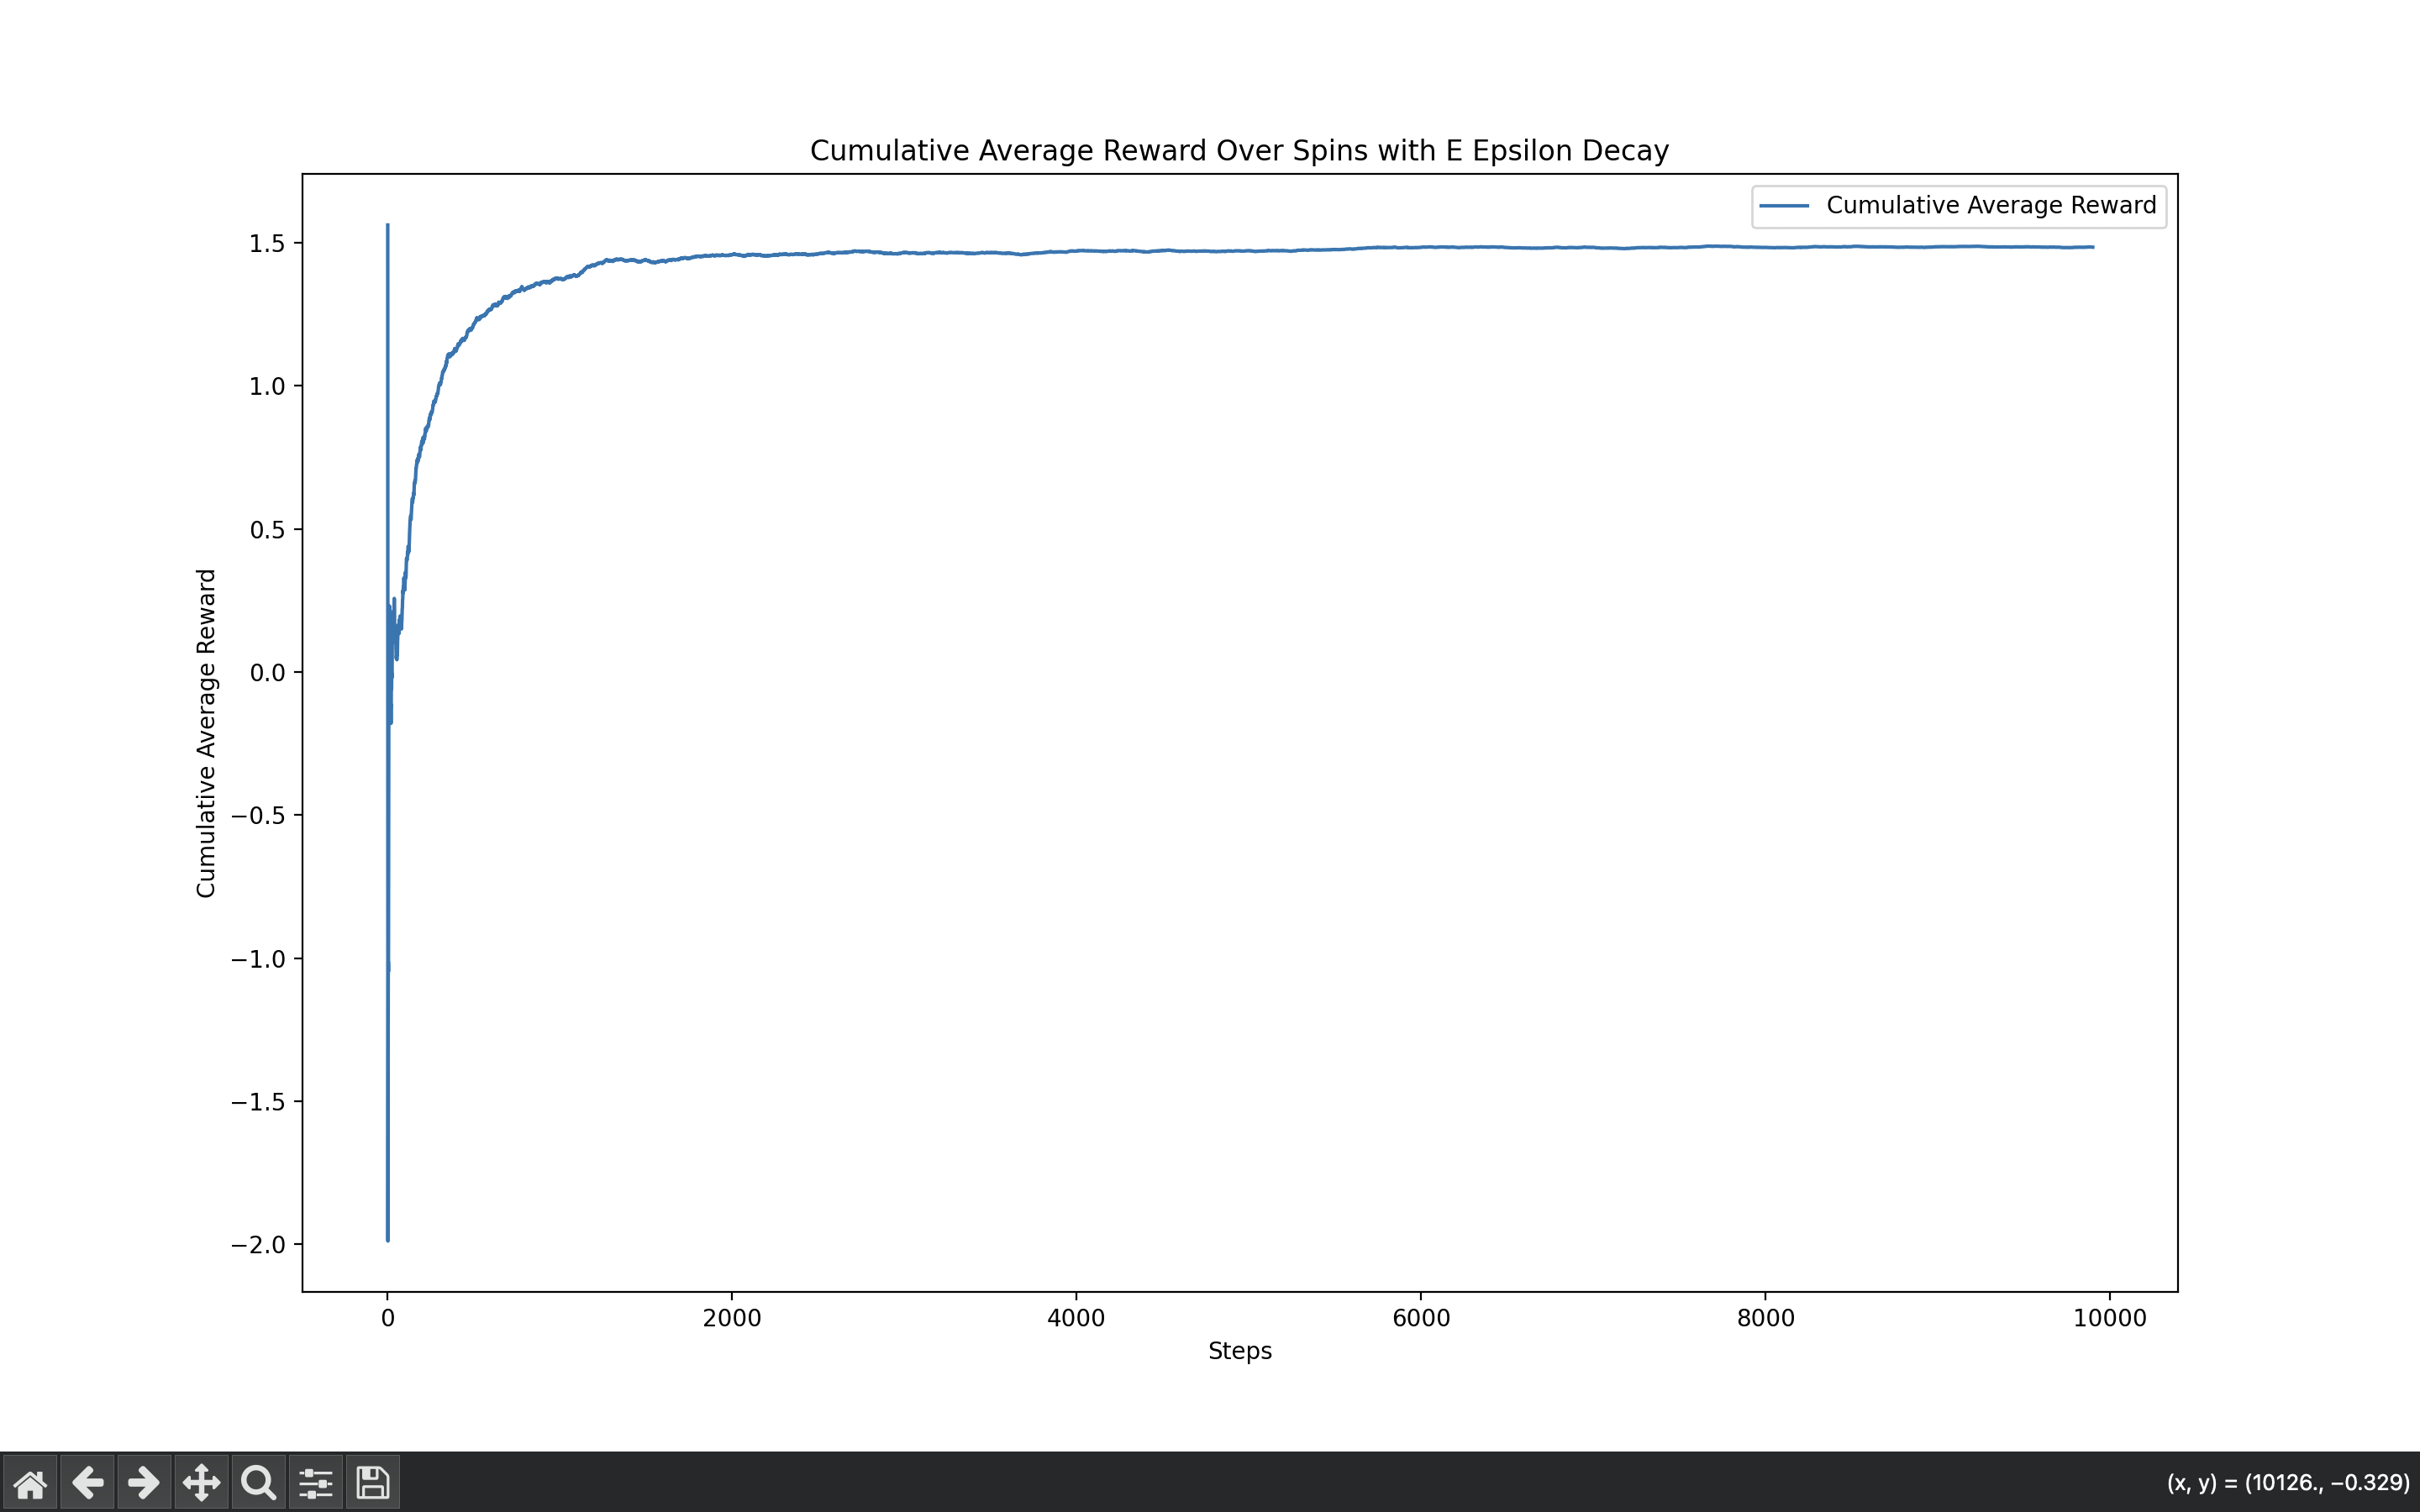 Cumulative Average Reward Over Spins with E Epsilon Decay
Cumulative Average Reward
1.5
1.0
0.5
0.0
−0.5
−1.0
−1.5
−2.0
Cumulative Average Reward
0 2000 4000 6000 8000 10000
Steps
(x, y) = (10126., −0.329)